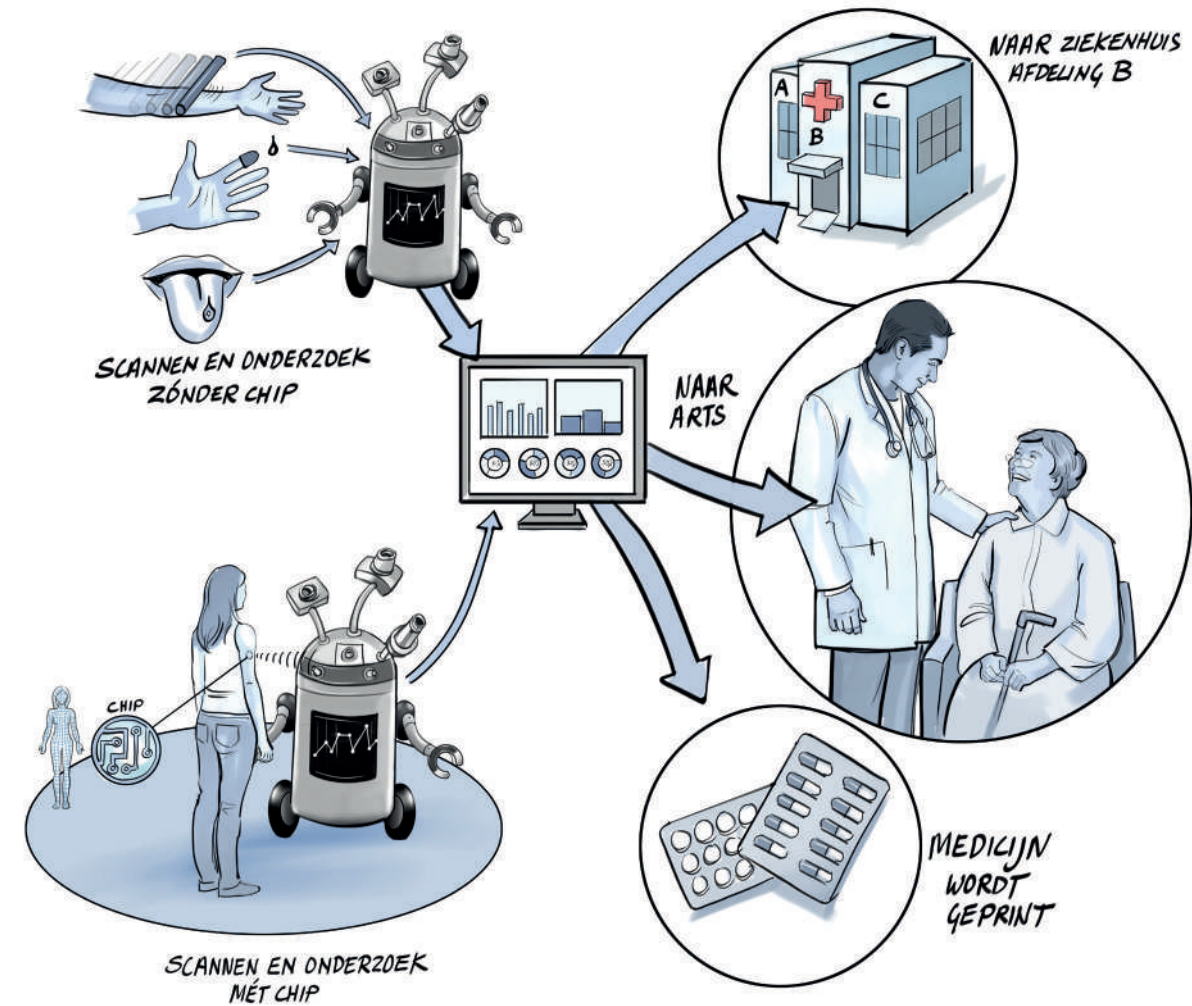 SCANNEN EN ONDERZOEK
ZÓNDER CHIP
NAAR ZIEKENHUIS
AFDELING B
A
B
C
NAAR
ARTS
CHIP
SCANNEN EN ONDERZOEK
MÉT CHIP
MEDICIJN
WORDT
GEPRINT